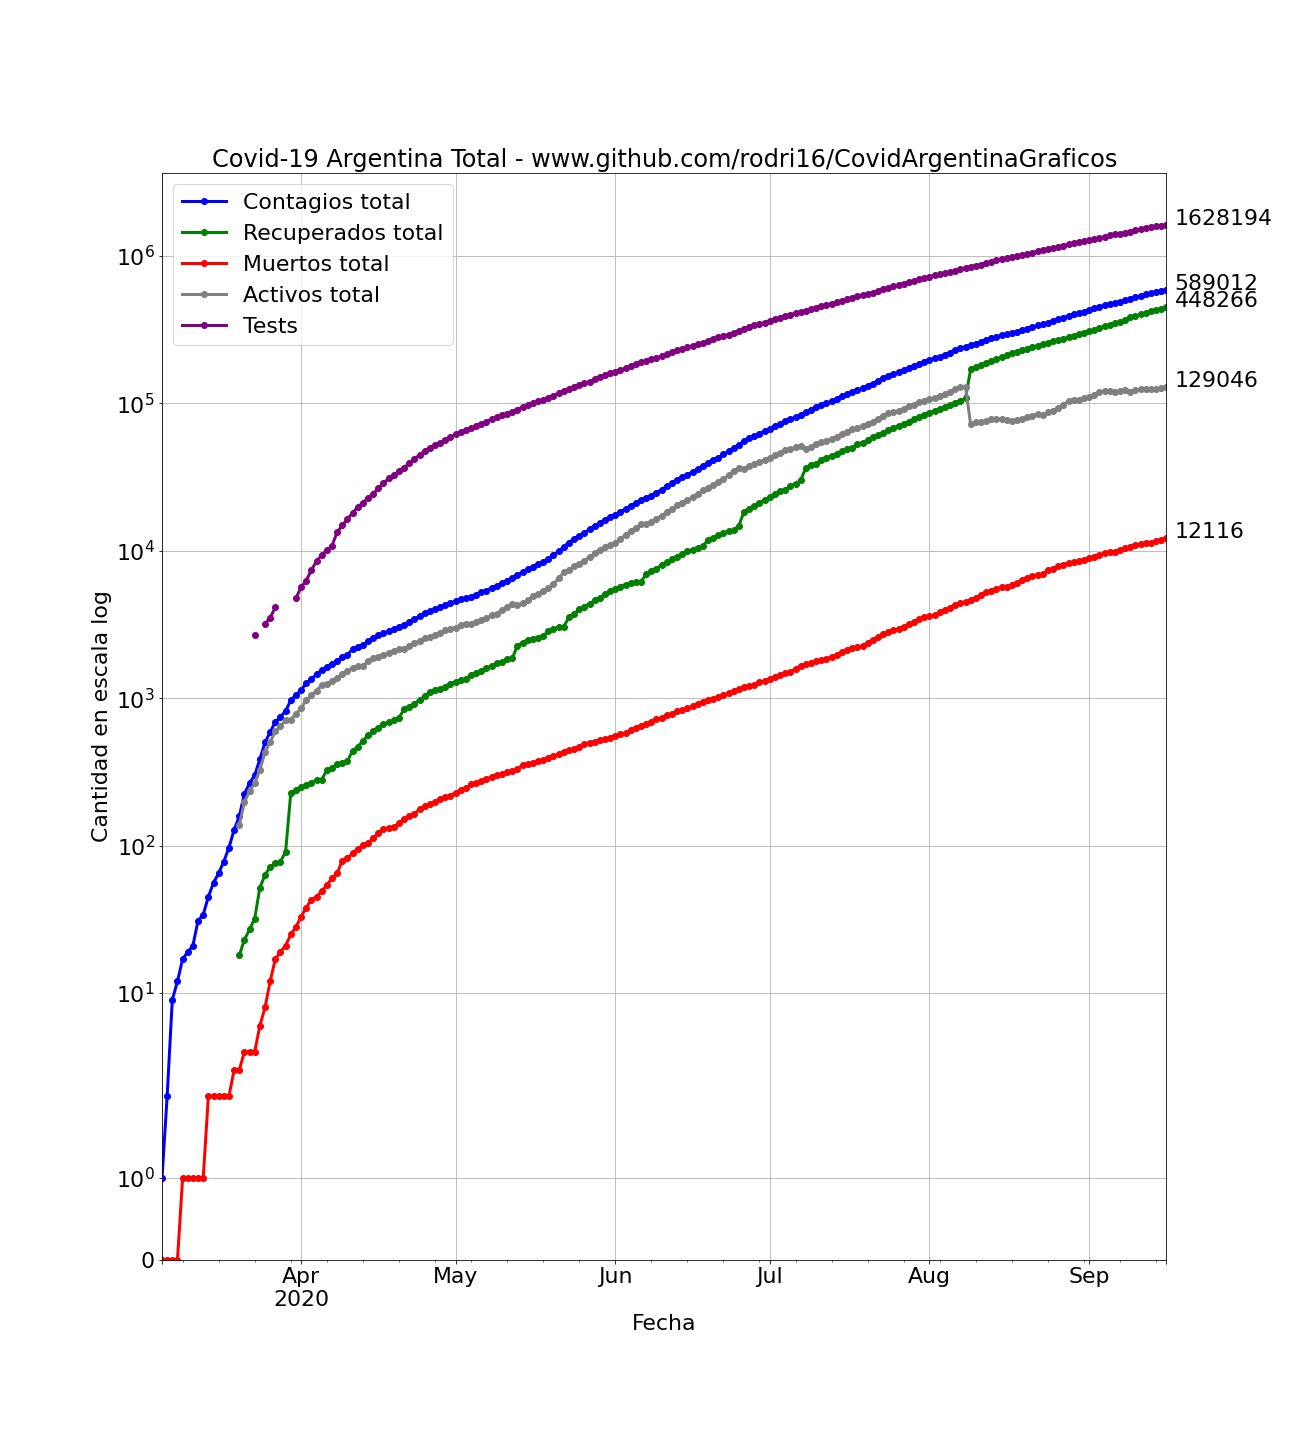 Covid-19 Argentina Total - www.github.com/rodri16/CovidArgentinaGraficos
Contagios total
Recuperados total
Muertos total
Activos total
Tests
1628194
589012
448266
129046
12116
10^6
10^5
10^4
10^3
10^2
10^1
10^0
0
Cantidad en escala log
Apr May Jun Jul Aug Sep
2020
Fecha